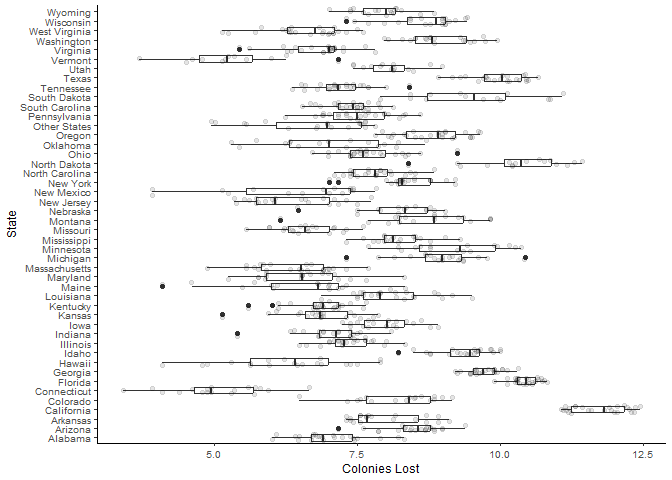 Wyoming
Wisconsin
West Virginia
Washington
Virginia
Vermont
Utah
Texas
Tennessee
South Dakota
South Carolina
Pennsylvania
Other States
Oregon
Oklahoma
Ohio
North Dakota
North Carolina
New York
New Mexico
New Jersey
Nebraska
Montana
Missouri
Mississippi
Minnesota
Michigan
Massachusetts
Maryland
Maine
Louisiana
Kentucky
Kansas
Iowa
Indiana
Illinois
Idaho
Hawaii
Georgia
Florida
Connecticut
Colorado
California
Arkansas
Arizona
Alabama
State
5.0 7.5 10.0 12.5
Colonies Lost